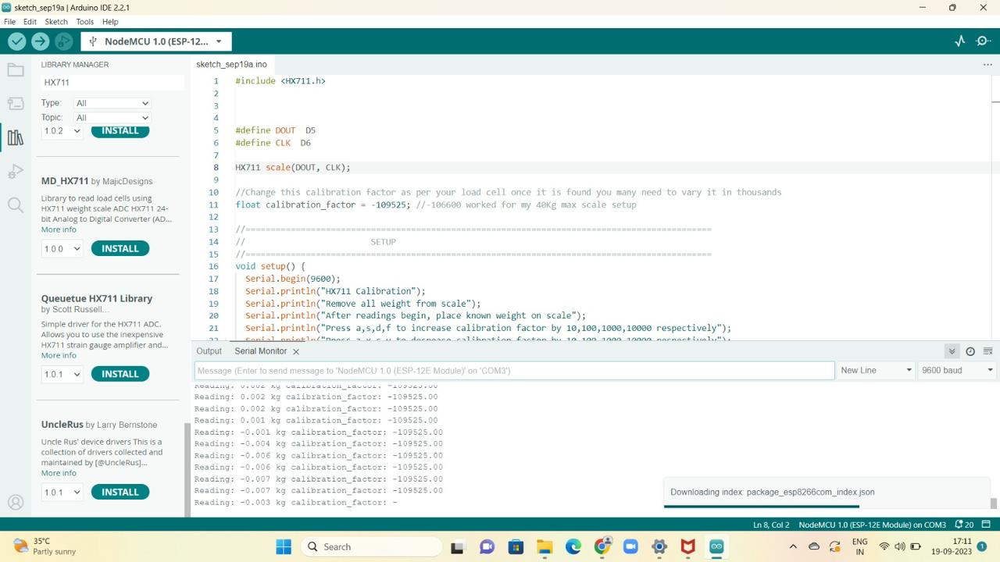 sketch_sep19a | Arduino IDE 2.2.1
File Edit Sketch Tools Help
NodeMCU 1.0 (ESP-12...
LIBRARY MANAGER
HX711
Type: All
Topic: All
1.0.2 INSTALL
MD_HX711 by MajicDesigns
Library to read load cells using
HX711 weight scale ADC HX711 24-
bit Analog to Digital Converter (AD...
More info
1.0.0 INSTALL
Queuetue HX711 Library
by Scott Russell...
Simple driver for the HX711 ADC.
Allows you to use the inexpensive
HX711 strain gauge amplifier and...
More info
1.0.1 INSTALL
UncleRus by Larry Bernstone
Uncle Rus' device drivers This is a
collection of drivers collected and
maintained by [@UncleRus]...
More info
1.0.1 INSTALL
sketch_sep19a.ino
1 #include <HX711.h>
2
3
4
5 #define DOUT  D5
6 #define CLK  D6
7
8 HX711 scale(DOUT, CLK);
9
10 //Change this calibration factor as per your load cell once it is found you many need to vary it in thousands
11 float calibration_factor = -109525; //-106600 worked for my 40Kg max scale setup
12
13 //=============================================================================================
14 //                         SETUP
15 //=============================================================================================
16 void setup() {
17   Serial.begin(9600);
18   Serial.println("HX711 Calibration");
19   Serial.println("Remove all weight from scale");
20   Serial.println("After readings begin, place known weight on scale");
21   Serial.println("Press a,s,d,f to increase calibration factor by 10,100,1000,10000 respectively");
22   Serial.println("Press z,x,c,v to decrease calibration factor by 10,100,1000,10000 respectively");
Output Serial Monitor
Message (Enter to send message to 'NodeMCU 1.0 (ESP-12E Module)' on 'COM3')
New Line 9600 baud
Reading: 0.002 kg calibration_factor: -109525.00
Reading: 0.002 kg calibration_factor: -109525.00
Reading: 0.002 kg calibration_factor: -109525.00
Reading: 0.001 kg calibration_factor: -109525.00
Reading: -0.001 kg calibration_factor: -109525.00
Reading: -0.004 kg calibration_factor: -109525.00
Reading: -0.006 kg calibration_factor: -109525.00
Reading: -0.006 kg calibration_factor: -109525.00
Reading: -0.007 kg calibration_factor: -109525.00
Reading: -0.007 kg calibration_factor: -109525.00
Reading: -0.003 kg calibration_factor: -
Downloading index: package_esp8266com_index.json
Ln 8, Col 2 NodeMCU 1.0 (ESP-12E Module) on COM3 20
35°C
Partly sunny
Search
ENG
IN
17:11
19-09-2023
1